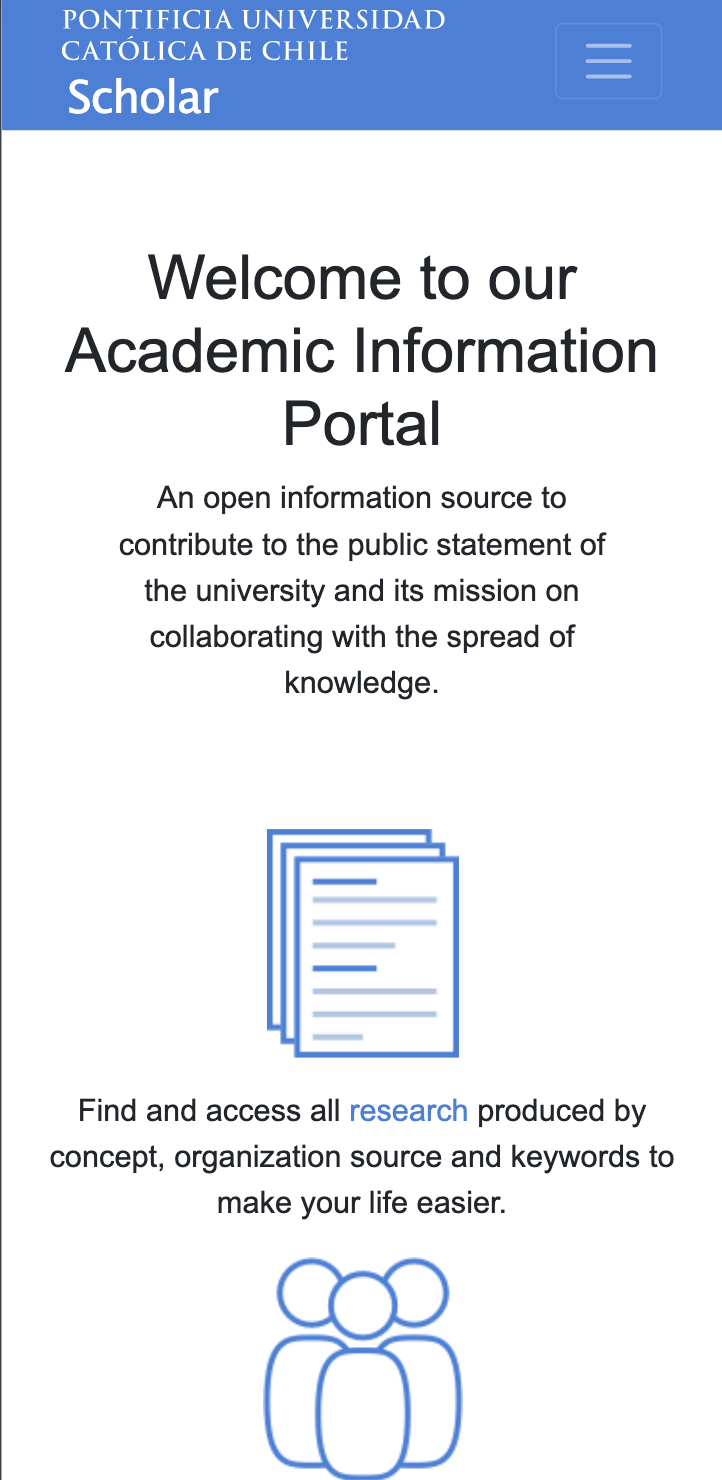 PONTIFICIA UNIVERSIDAD
CATÓLICA DE CHILE
Scholar
Welcome to our
Academic Information
Portal
An open information source to
contribute to the public statement of
the university and its mission on
collaborating with the spread of
knowledge.
Find and access all research produced by
concept, organization source and keywords to
make your life easier.